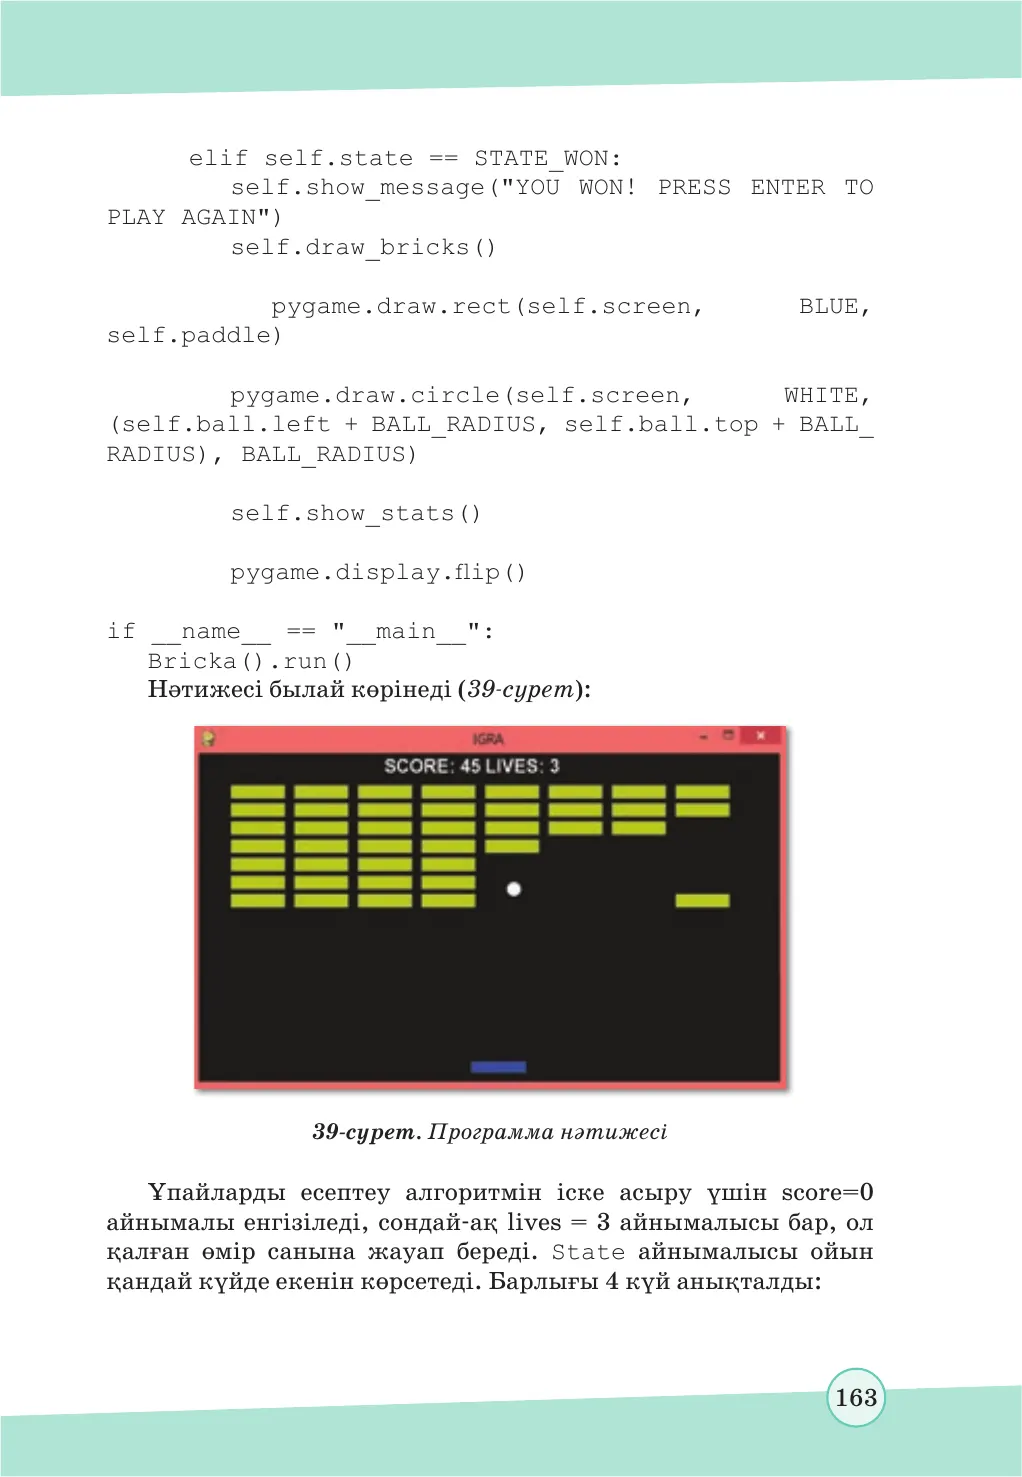 elif self.state == STATE_WON:
self.show_message("YOU WON! PRESS ENTER TO
PLAY AGAIN")
self.draw_bricks()
pygame.draw.rect(self.screen, BLUE,
self.paddle)
pygame.draw.circle(self.screen, WHITE,
(self.ball.left + BALL_RADIUS, self.ball.top + BALL_
RADIUS), BALL_RADIUS)
self.show_stats()
pygame.display.flip()
if __name__ == "__main__":
Bricka().run()
Нәтижесі былай көрінеді (39-сурет):
IGRA
SCORE: 45 LIVES: 3
39-сурет. Программа нәтижесі
Ұпайларды есептеу алгоритмін іске асыру үшін score=0
айнымалы енгізіледі, сондай-ақ lives = 3 айнымалысы бар, ол
қалған өмір санына жауап береді. State айнымалысы ойын
қандай күйде екенін көрсетеді. Барлығы 4 күй анықталды:
163